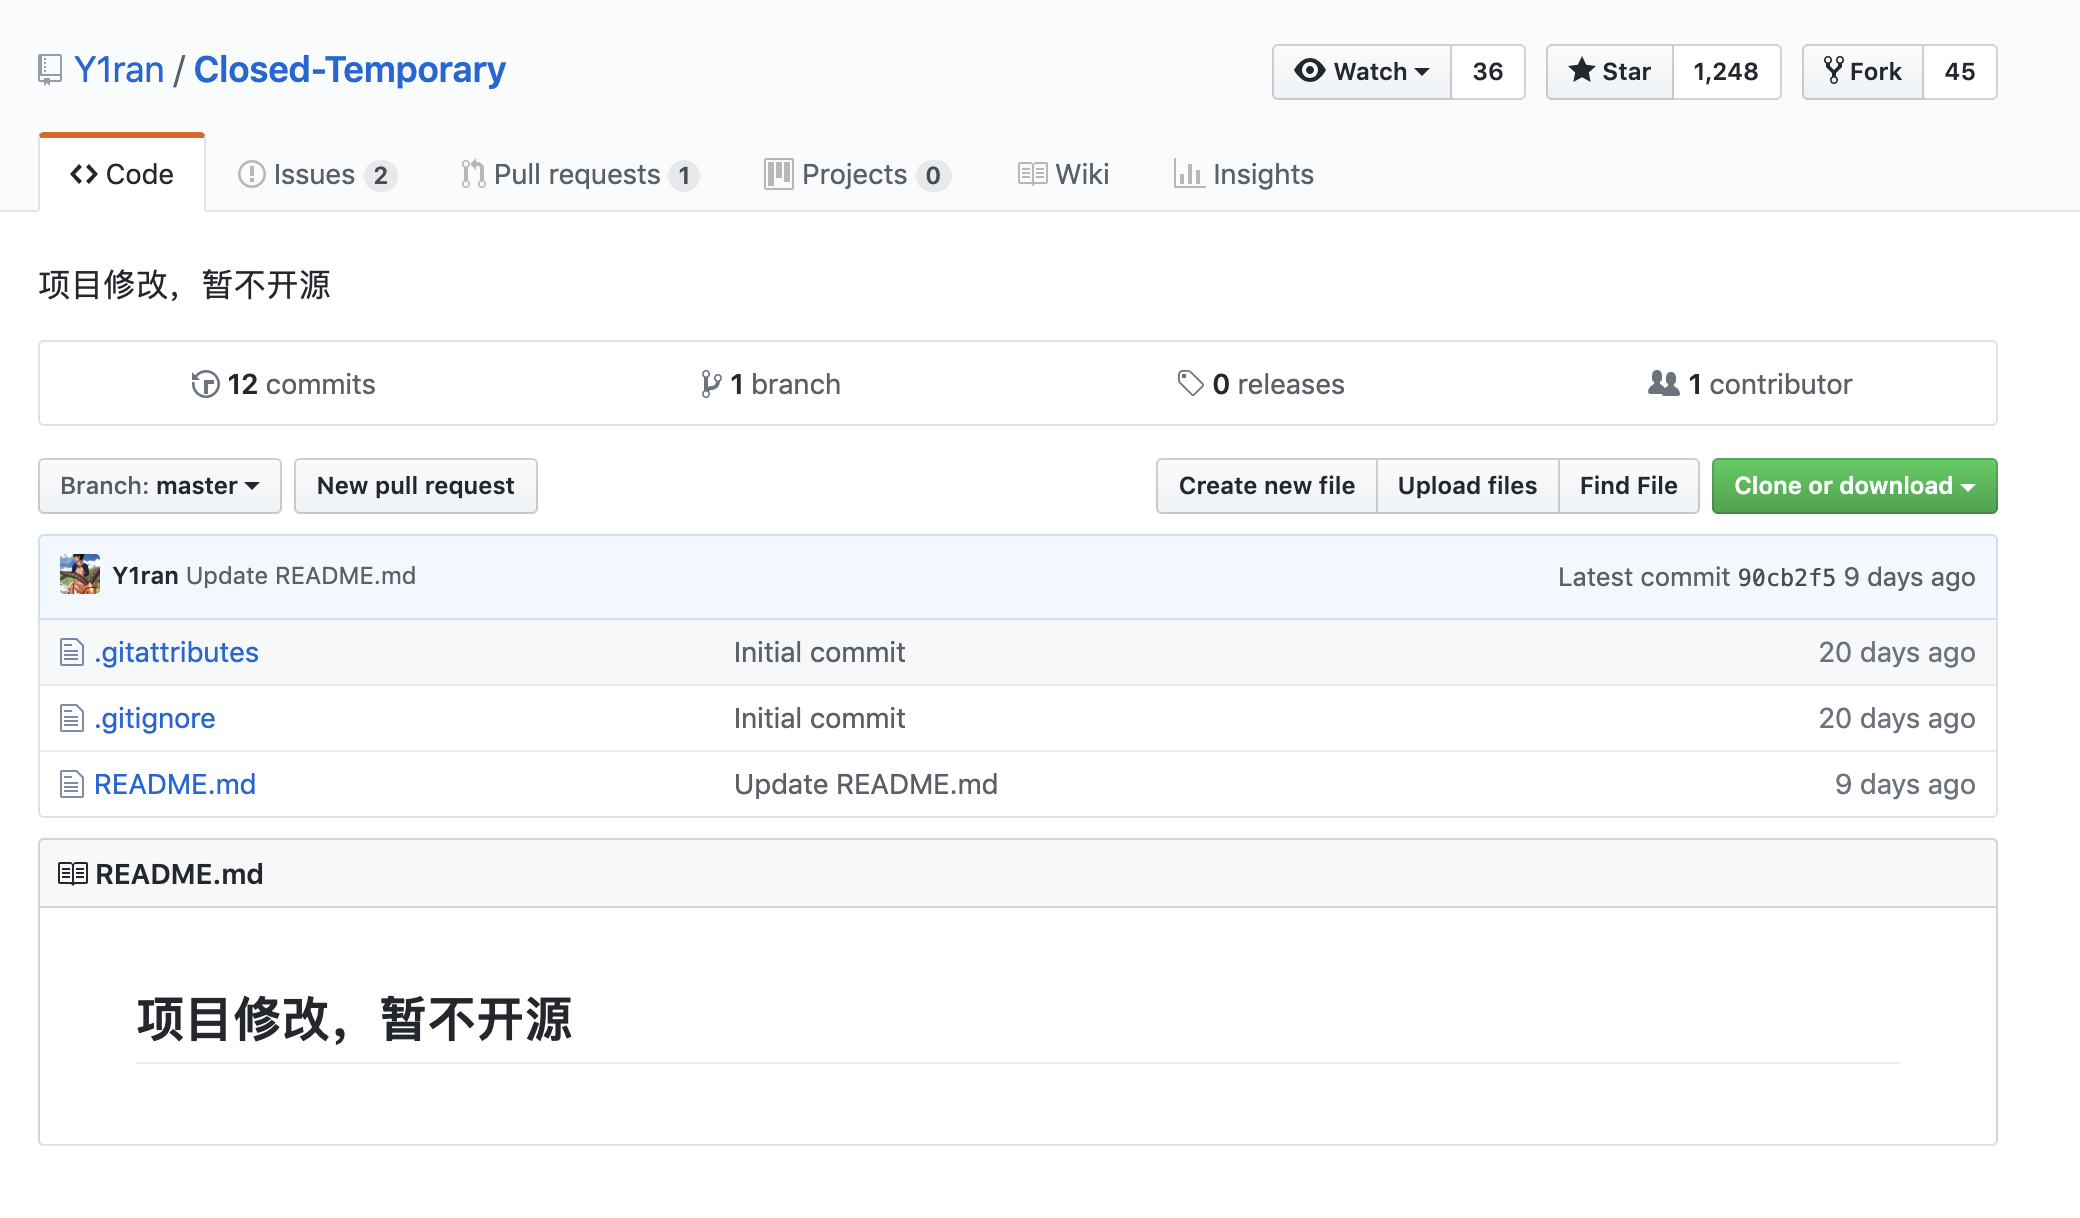 Y1ran / Closed-Temporary
Watch 36 Star 1,248 Fork 45
Code Issues 2 Pull requests 1 Projects 0 Wiki Insights
项目修改，暂不开源
12 commits 1 branch 0 releases 1 contributor
Branch: master New pull request Create new file Upload files Find File Clone or download
Y1ran Update README.md Latest commit 90cb2f5 9 days ago
.gitattributes Initial commit 20 days ago
.gitignore Initial commit 20 days ago
README.md Update README.md 9 days ago
README.md
项目修改，暂不开源